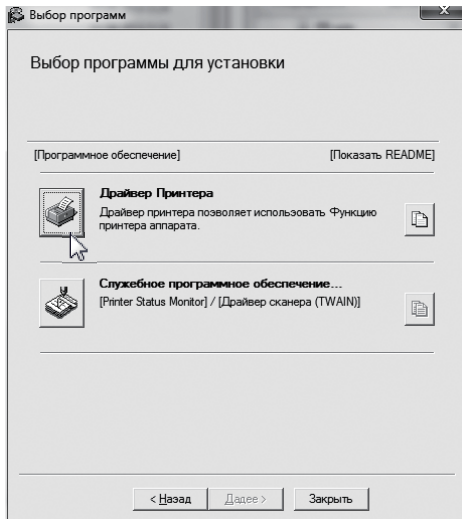 Выбор программ
Выбор программы для установки
[Программное обеспечение] [Показать README]
Драйвер Принтера
Драйвер принтера позволяет использовать Функцию
принтера аппарата.
Служебное программное обеспечение...
[Printer Status Monitor] / [Драйвер сканера (TWAIN)]
< Назад Далее > Закрыть